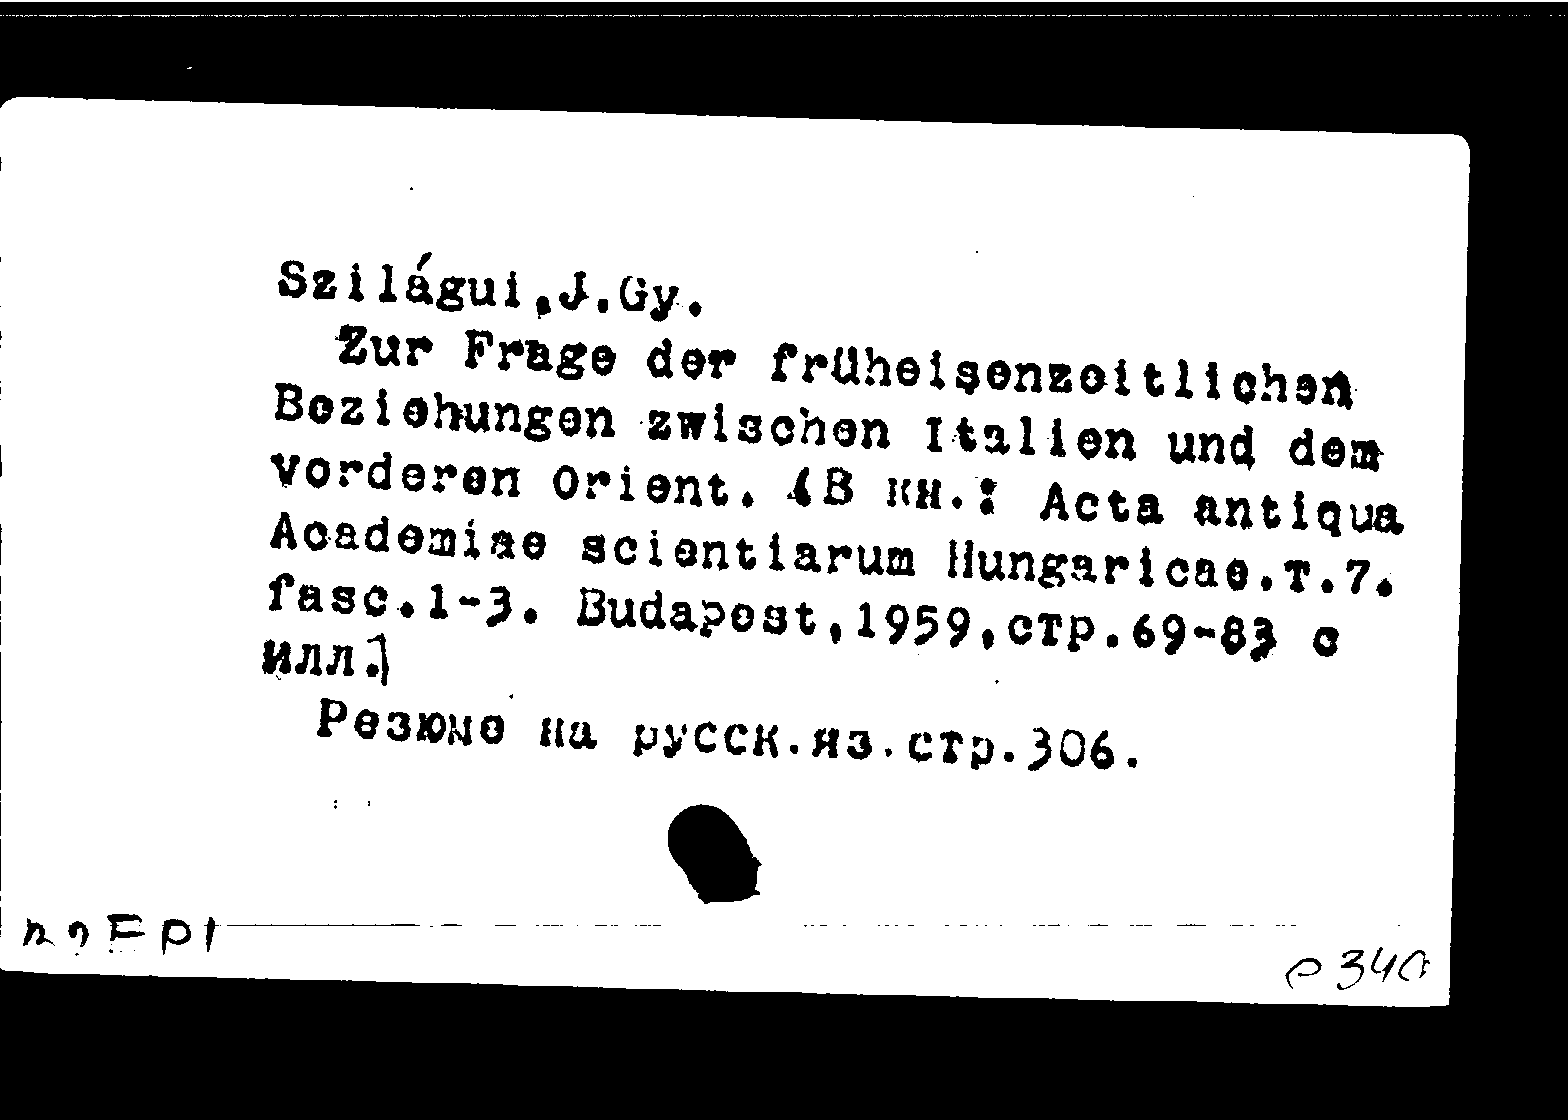 Szilágui,J.Gy.
Zur Frage der früheisenzeitlichen
Beziehungen zwischen Italien und dem
vorderen Orient. (В кн.: Acta antiqua
Academiae scientiarum Hungaricae.т.7.
fasc.1-3. Budapest,1959,стр.69-83 с
илл.)
Резюме на русск.яз.стр.306.